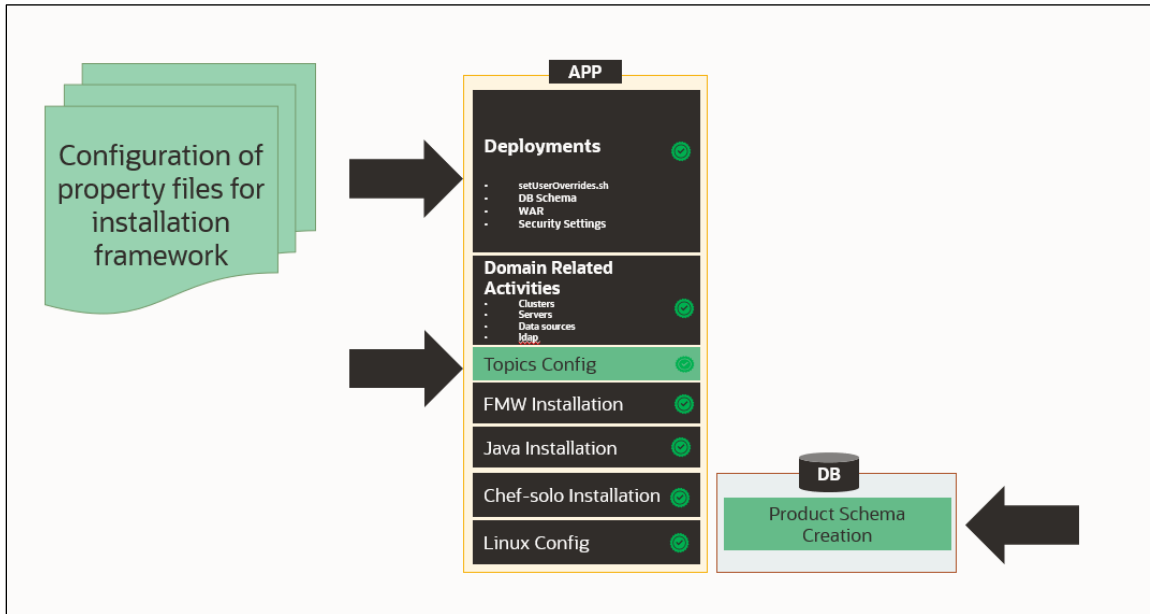 Configuration of
property files for
installation
framework
APP
Deployments
• setUserOverrides.sh
• DB Schema
• WAR
• Security Settings
Domain Related
Activities
• Clusters
• Servers
• Data sources
• ldap
Topics Config
FMW Installation
Java Installation
Chef-solo Installation
Linux Config
DB
Product Schema
Creation